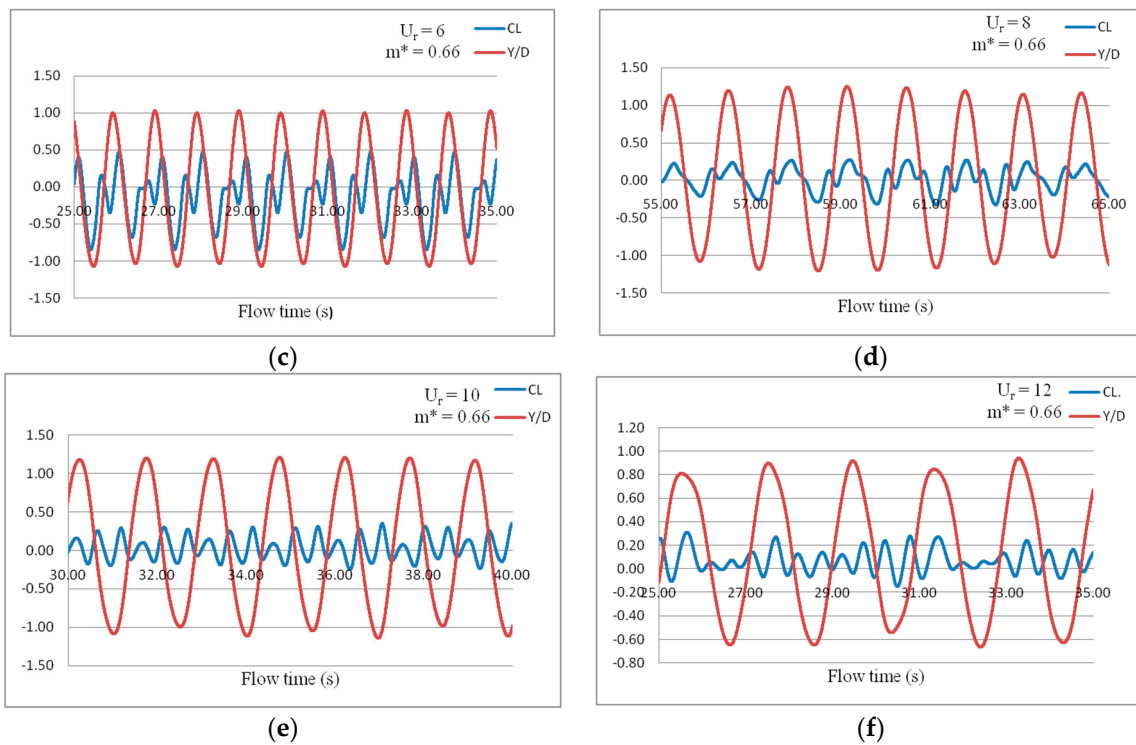 U_r = 6 CL
m* = 0.66 Y/D
1.50
1.00
0.50
0.00
-0.50
-1.00
-1.50
25.00 27.00 29.00 31.00 33.00 35.00
Flow time (s)
(c)
U_r = 8 CL
m* = 0.66 Y/D
1.50
1.00
0.50
0.00
-0.50
-1.00
-1.50
55.00 57.00 59.00 61.00 63.00 65.00
Flow time (s)
(d)
U_r = 10 CL
m* = 0.66 Y/D
1.50
1.00
0.50
0.00
-0.50
-1.00
-1.50
30.00 32.00 34.00 36.00 38.00 40.00
Flow time (s)
(e)
U_r = 12 CL.
m* = 0.66 Y/D
1.20
1.00
0.80
0.60
0.40
0.20
0.00
-0.20
-0.40
-0.60
-0.80
25.00 27.00 29.00 31.00 33.00 35.00
Flow time (s)
(f)